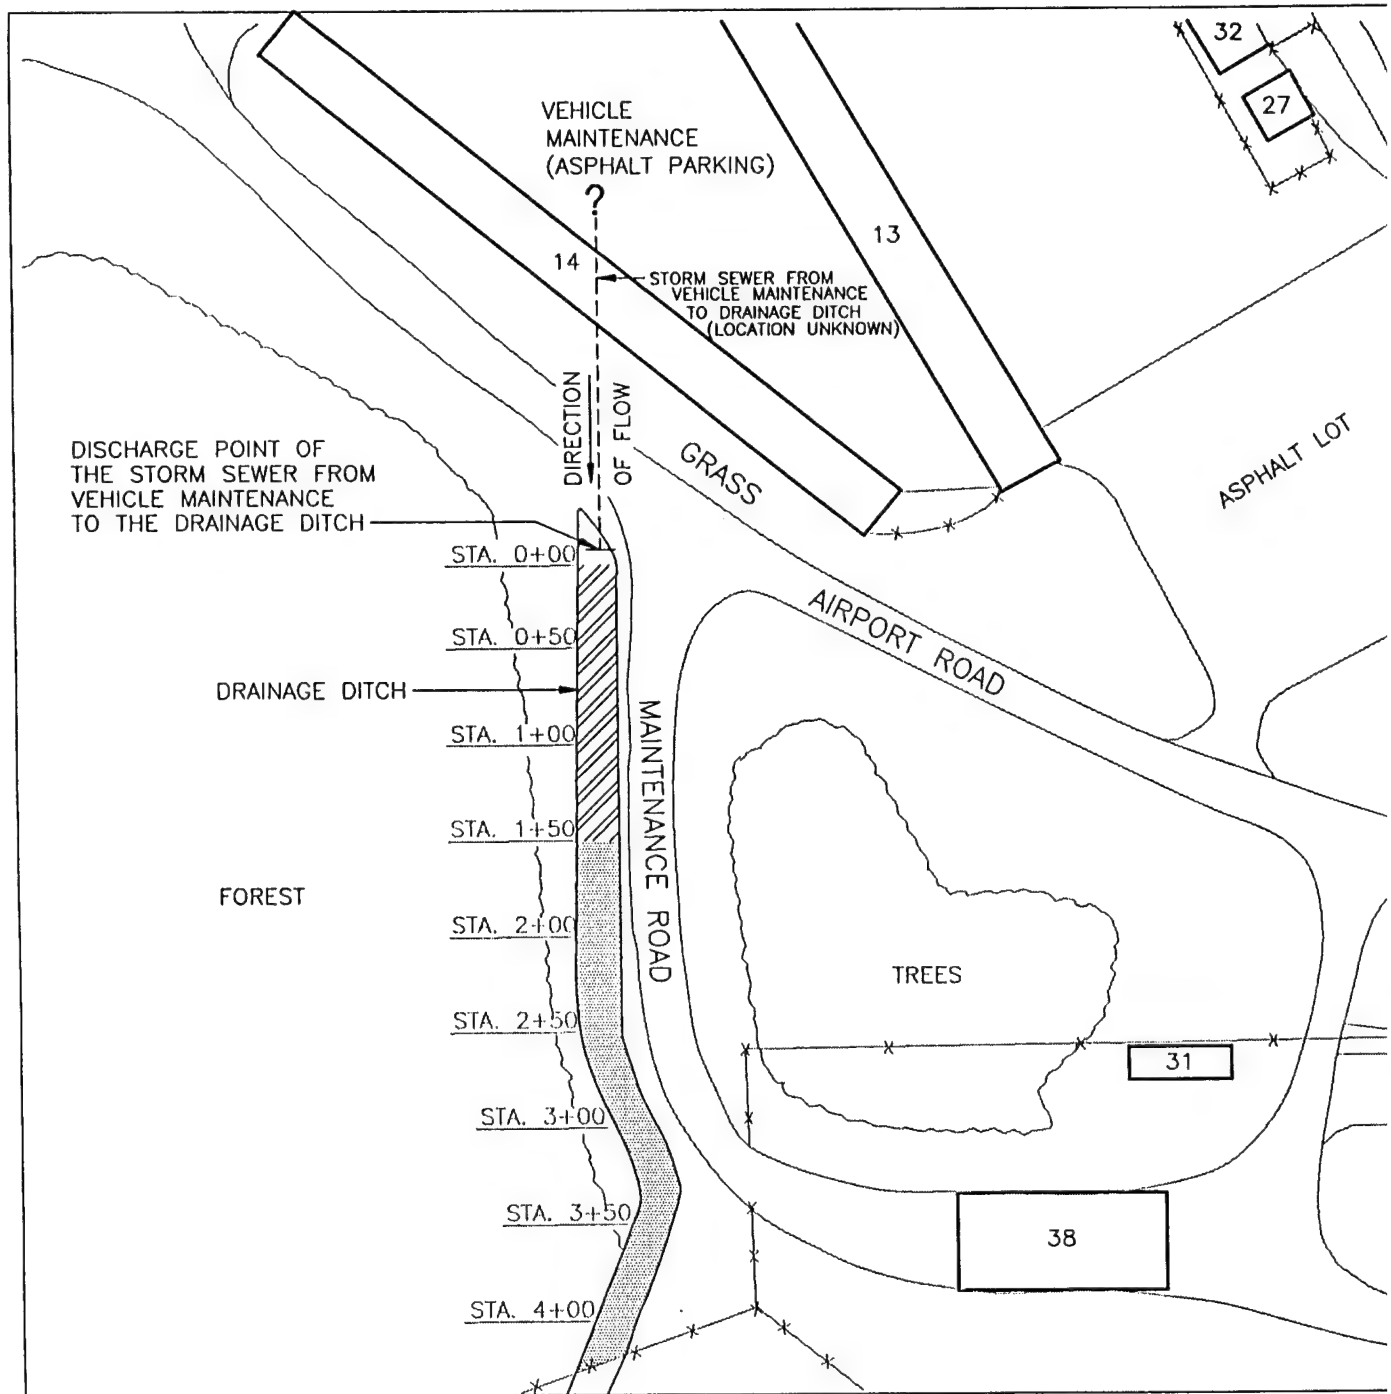 32
27
VEHICLE
MAINTENANCE
(ASPHALT PARKING)
?
13
14
STORM SEWER FROM
VEHICLE MAINTENANCE
TO DRAINAGE DITCH
(LOCATION UNKNOWN)
DIRECTION
OF FLOW
GRASS
ASPHALT LOT
DISCHARGE POINT OF
THE STORM SEWER FROM
VEHICLE MAINTENANCE
TO THE DRAINAGE DITCH
STA. 0+00
AIRPORT ROAD
STA. 0+50
DRAINAGE DITCH
STA. 1+00
MAINTENANCE ROAD
STA. 1+50
FOREST
STA. 2+00
TREES
STA. 2+50
31
STA. 3+00
STA. 3+50
38
STA. 4+00